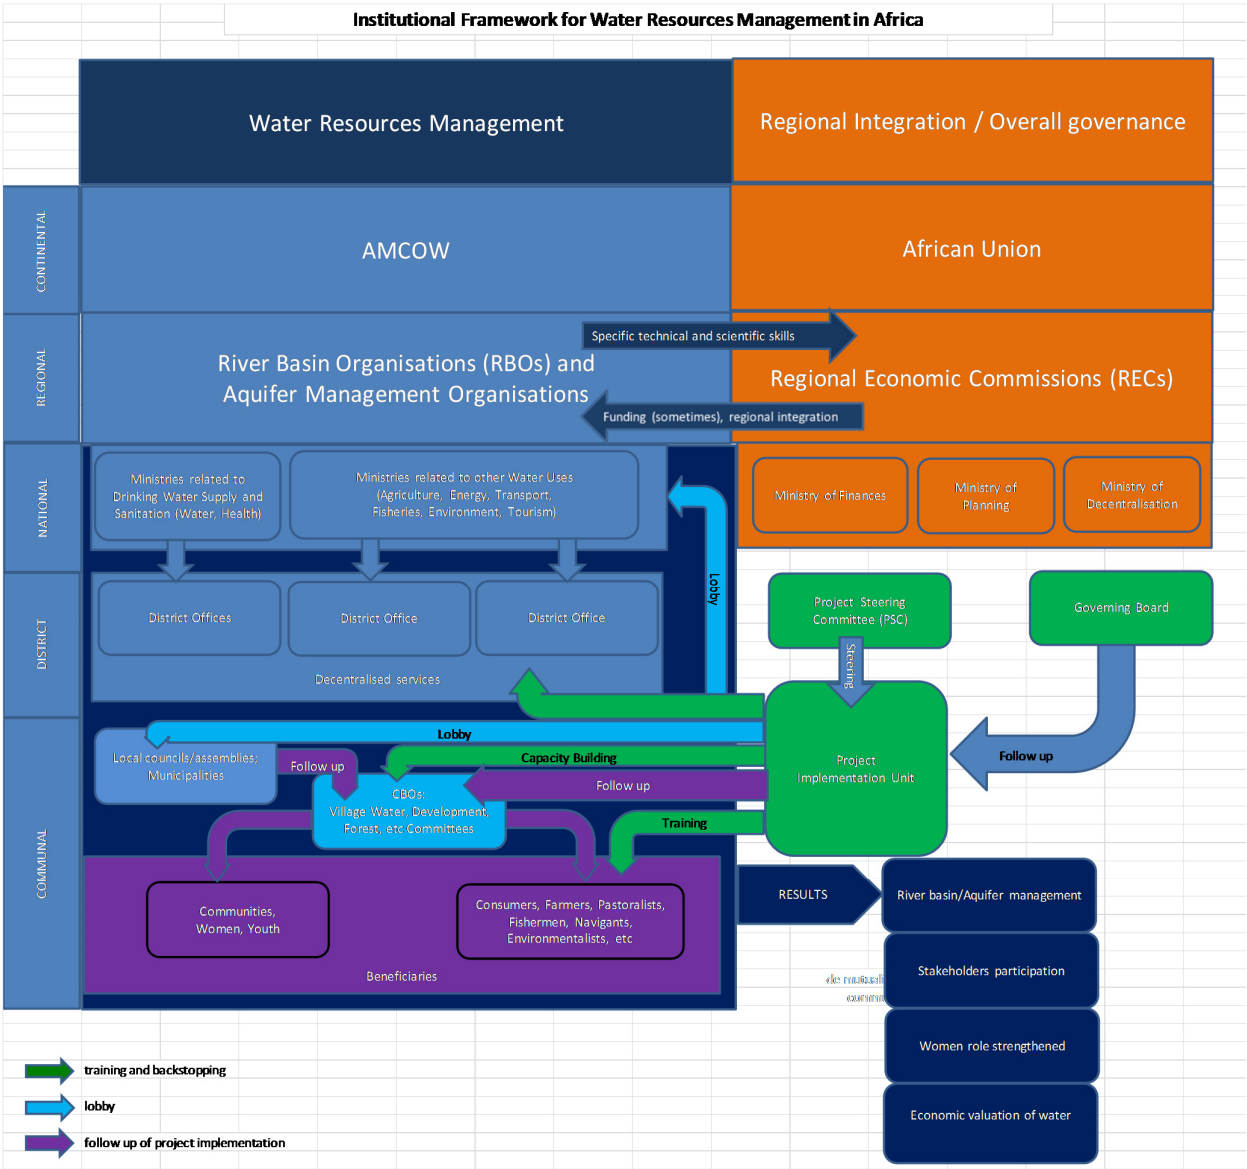 Institutional Framework for Water Resources Management in Africa
Water Resources Management
Regional Integration / Overall governance
CONTINENTAL
AMCOW
African Union
REGIONAL
River Basin Organisations (RBOs) and
Aquifer Management Organisations
Specific technical and scientific skills
Funding (sometimes), regional integration
Regional Economic Commissions (RECs)
NATIONAL
Ministries related to
Drinking Water Supply and
Sanitation (Water, Health)
Ministries related to other Water Uses
(Agriculture, Energy, Transport,
Fisheries, Environment, Tourism)
Ministry of Finances
Ministry of
Planning
Ministry of
Decentralisation
Lobby
DISTRICT
District Offices
District Office
District Office
Decentralised services
Project Steering
Committee (PSC)
Governing Board
Steering
COMMUNAL
Local councils/assemblies;
Municipalities
Lobby
Capacity Building
Follow up
Follow up
CBOs:
Village Water, Development,
Forest, etc Committees
Training
Project
Implementation Unit
Follow up
Communities,
Women, Youth
Consumers, Farmers, Pastoralists,
Fishermen, Navigants,
Environmentalists, etc
Beneficiaries
RESULTS
River basin/Aquifer management
Stakeholders participation
de
Women role strengthened
Economic valuation of water
training and backstopping
lobby
follow up of project implementation